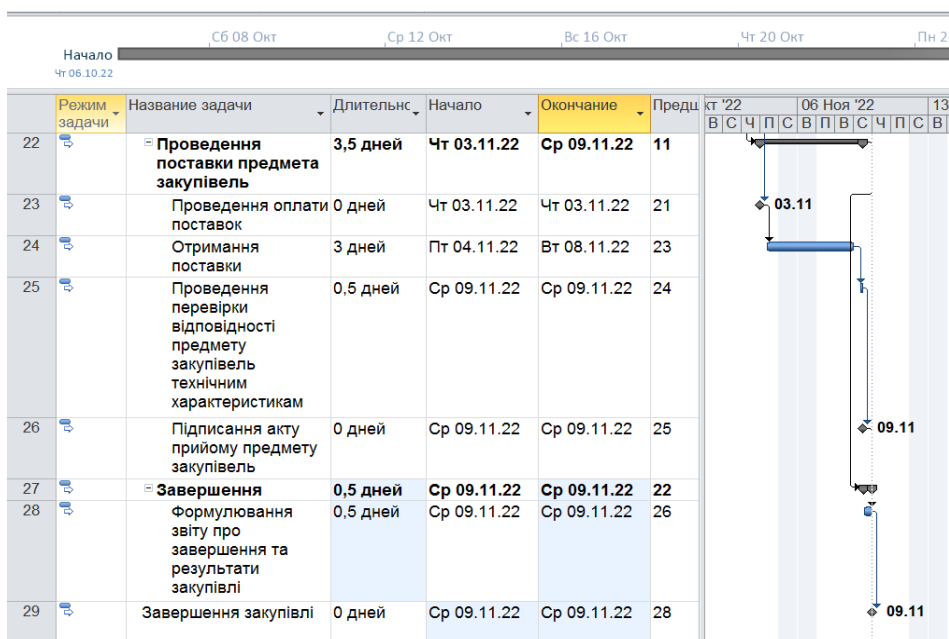 Сб 08 Окт Ср 12 Окт Вс 16 Окт Чт 20 Окт Пн 2
Начало
Чт 06.10.22
Режим задачи Название задачи Длительнс Начало Окончание Предш кт '22 06 Ноя '22 13
В С Ч П С В П В С Ч П С В
22 Проведення 3,5 дней Чт 03.11.22 Ср 09.11.22 11
поставки предмета
закупівель
23 Проведення оплати 0 дней Чт 03.11.22 Чт 03.11.22 21 03.11
поставок
24 Отримання 3 дней Пт 04.11.22 Вт 08.11.22 23
поставки
25 Проведення 0,5 дней Ср 09.11.22 Ср 09.11.22 24
перевірки
відповідності
предмету
закупівель
технічним
характеристикам
26 Підписання акту 0 дней Ср 09.11.22 Ср 09.11.22 25 09.11
прийому предмету
закупівель
27 Завершення 0,5 дней Ср 09.11.22 Ср 09.11.22 22
28 Формулювання 0,5 дней Ср 09.11.22 Ср 09.11.22 26
звіту про
завершення та
результати
закупівлі
29 Завершення закупівлі 0 дней Ср 09.11.22 Ср 09.11.22 28 09.11